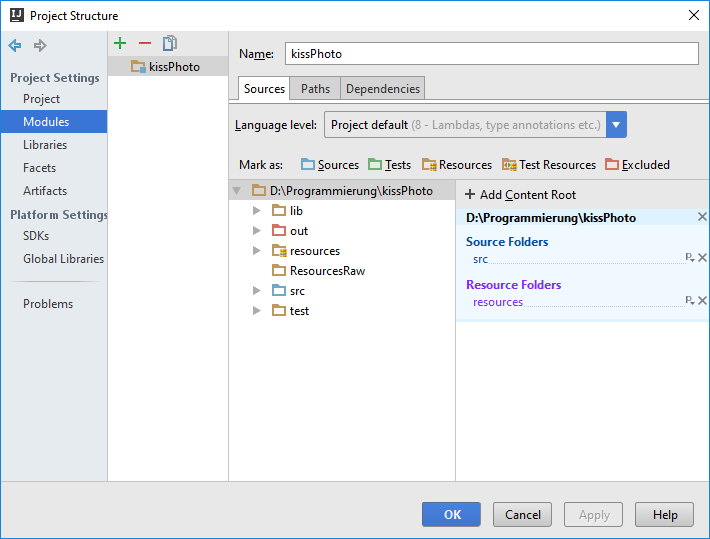 Project Structure
Project Settings
Project
Modules
Libraries
Facets
Artifacts
Platform Settings
SDKs
Global Libraries
Problems
kissPhoto
Name: kissPhoto
Sources Paths Dependencies
Language level: Project default (8 - Lambdas, type annotations etc.)
Mark as: Sources Tests Resources Test Resources Excluded
D:\Programmierung\kissPhoto
lib
out
resources
ResourcesRaw
src
test
+ Add Content Root
D:\Programmierung\kissPhoto
Source Folders
src
Resource Folders
resources
OK Cancel Apply Help